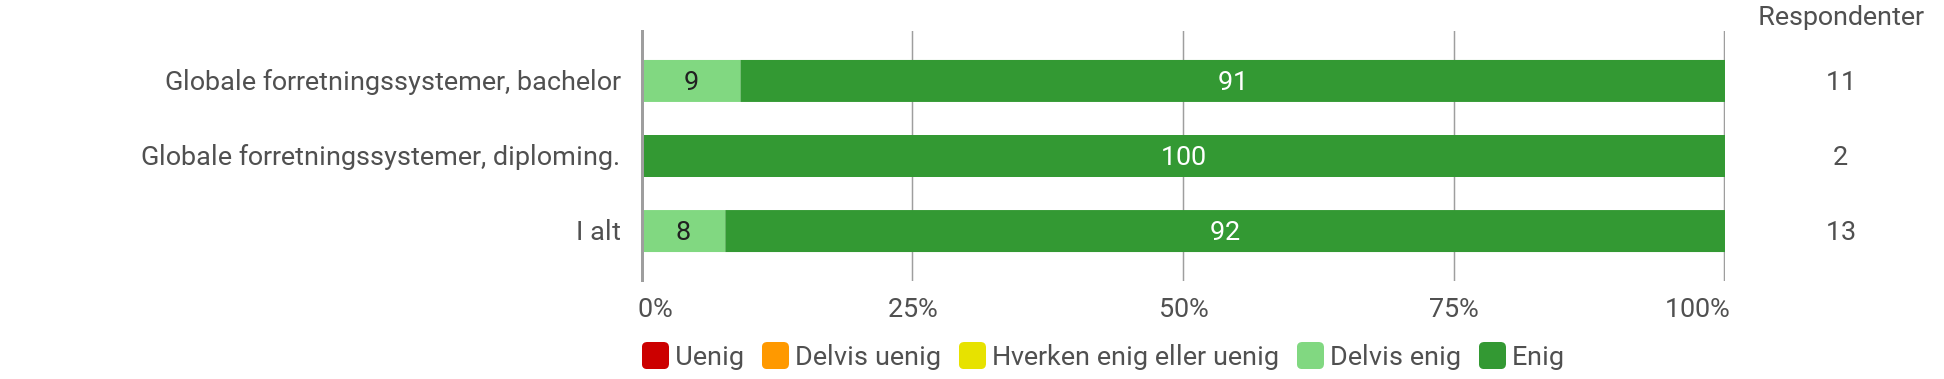 Respondenter
Globale forretningssystemer, bachelor 9 91 11
Globale forretningssystemer, diploming. 100 2
I alt 8 92 13
0% 25% 50% 75% 100%
Uenig Delvis uenig Hverken enig eller uenig Delvis enig Enig